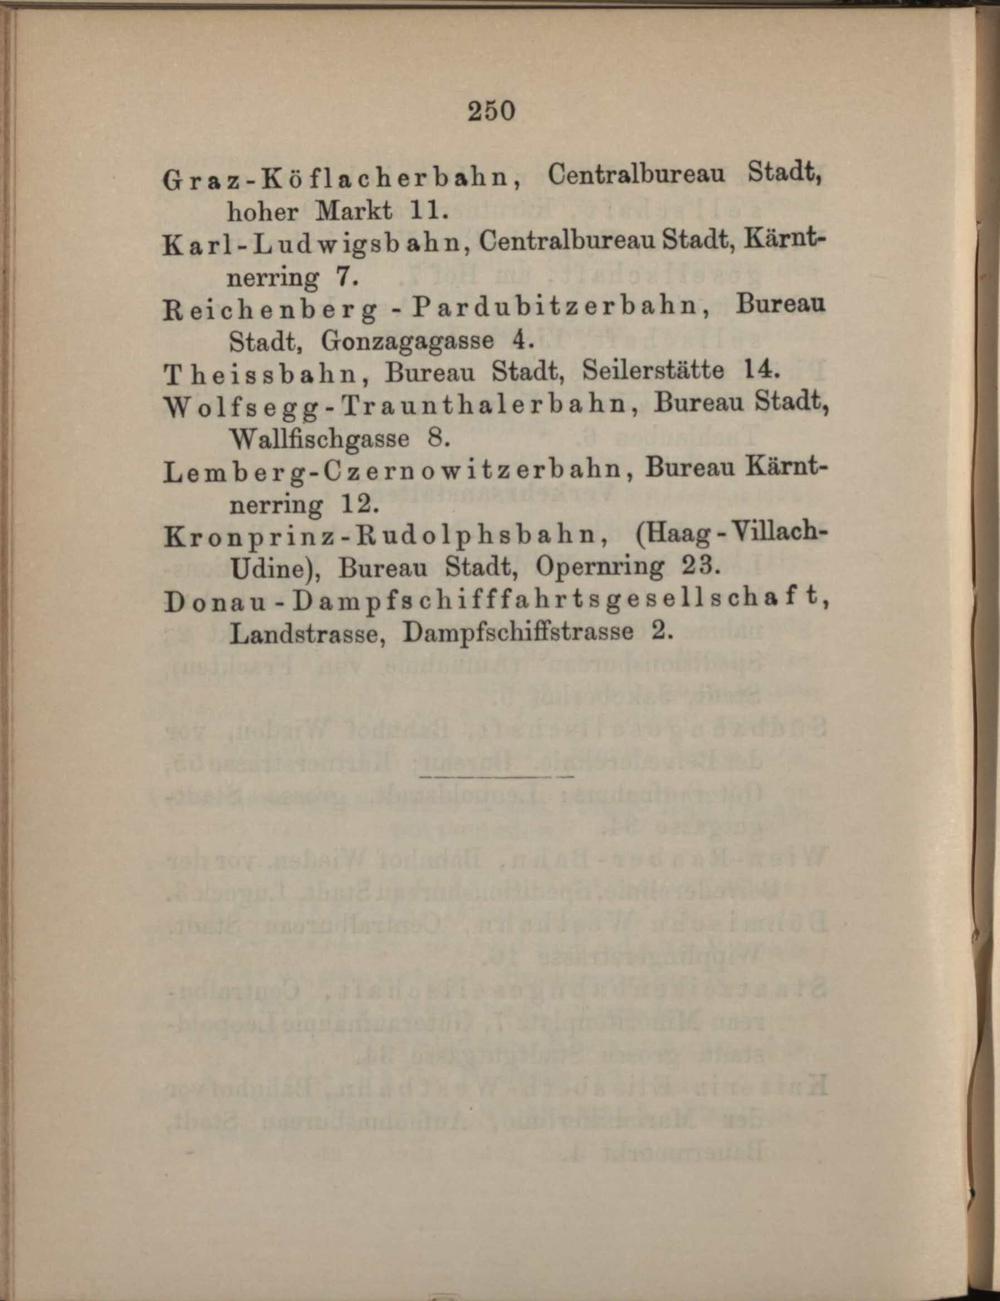 250
Graz-Köflacherbahn, Centralbureau Stadt,
hoher Markt 11.
Karl-Ludwigsbahn, Centralbureau Stadt, Kärnt-
nerring 7.
Reichenberg-Pardubitzerbahn, Bureau
Stadt, Gonzagagasse 4.
Theissbahn, Bureau Stadt, Seilerstätte 14.
Wolfsegg-Traunthalerbahn, Bureau Stadt,
Wallfischgasse 8.
Lemberg-Czernowitzerbahn, Bureau Kärnt-
nerring 12.
Kronprinz-Rudolphsbahn, (Haag-Villach-
Udine), Bureau Stadt, Opernring 23.
Donau-Dampfschifffahrtsgesellschaft,
Landstrasse, Dampfschiffstrasse 2.